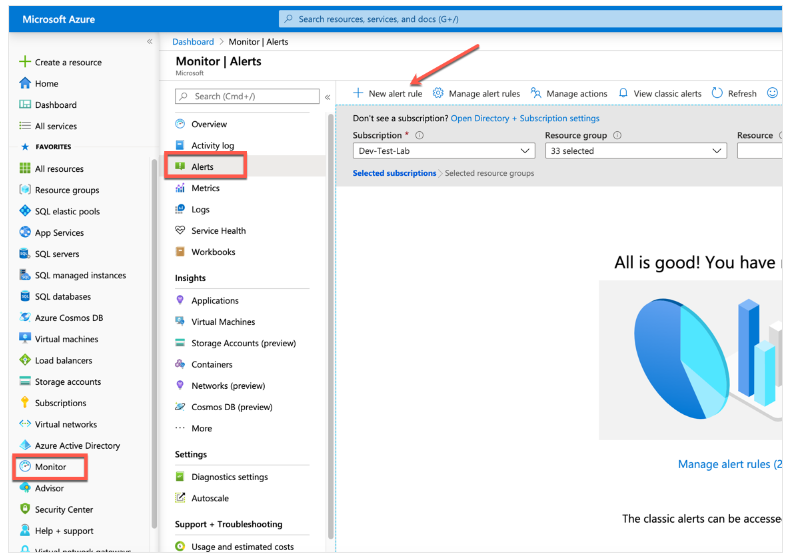 Microsoft Azure
Search resources, services, and docs (G+/)
«
Dashboard > Monitor | Alerts
Create a resource
Home
Dashboard
All services
FAVORITES
All resources
Resource groups
SQL elastic pools
App Services
SQL servers
SQL managed instances
SQL databases
Azure Cosmos DB
Virtual machines
Load balancers
Storage accounts
Subscriptions
Virtual networks
Azure Active Directory
Monitor
Advisor
Security Center
Help + support
Virtual network gateways
Monitor | Alerts
Microsoft
Search (Cmd+/)
«
Overview
Activity log
Alerts
Metrics
Logs
Service Health
Workbooks
Insights
Applications
Virtual Machines
Storage Accounts (preview)
Containers
Networks (preview)
Cosmos DB (preview)
More
Settings
Diagnostics settings
Autoscale
Support + Troubleshooting
Usage and estimated costs
New alert rule Manage alert rules Manage actions View classic alerts Refresh
Don't see a subscription? Open Directory + Subscription settings
Subscription * Resource group Resource
Dev-Test-Lab 33 selected
Selected subscriptions > Selected resource groups
All is good! You have
Manage alert rules (2
The classic alerts can be accesse